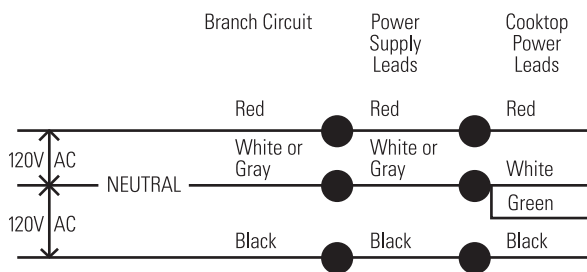 Branch Circuit
Power
Supply
Leads
Cooktop
Power
Leads
Red
Red
Red
120V AC
White or
Gray
White or
Gray
White
NEUTRAL
Green
120V AC
Black
Black
Black